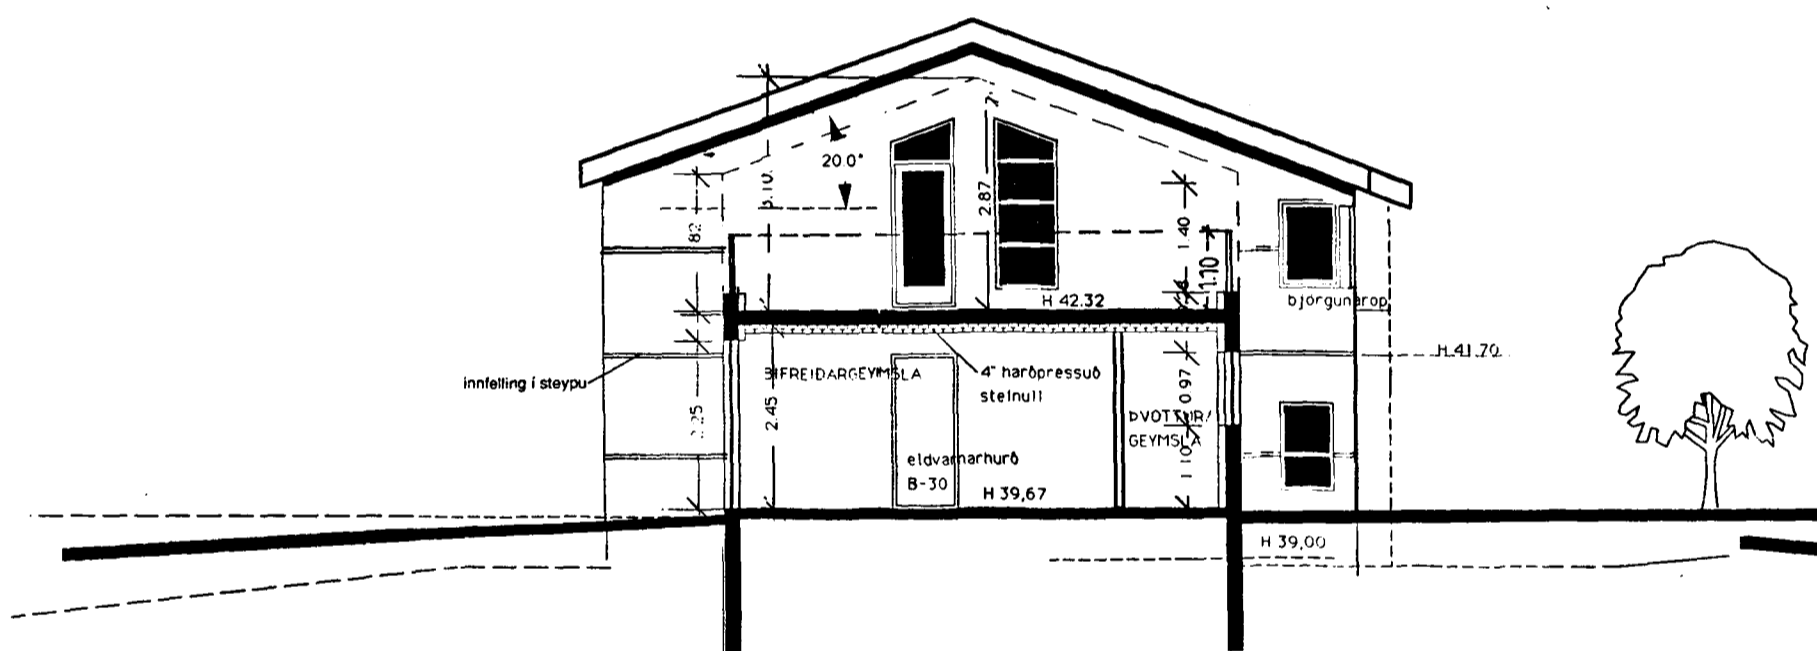 20.0°
3.10
2.87
82
1.40
1.10
H 42.32
björgunarop
H 41.70
innfelling í steypu
BIFREIÐARGEYMSLA
4" harðpressuð
steinull
0.97
2.25
2.45
ÞVOTTUR/
GEYMSLA
1.10
eldvarnarhurð
B-30
H 39,67
H 39,00